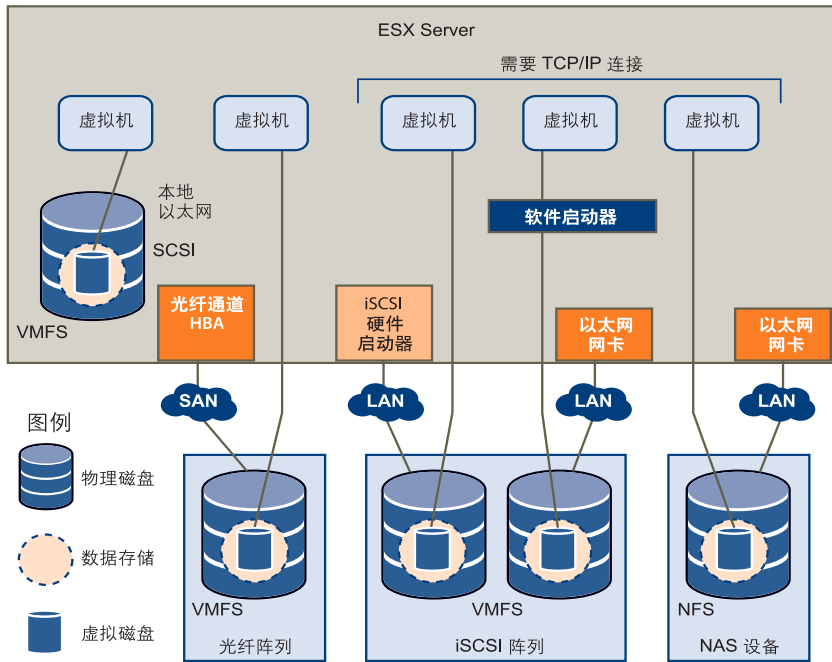 ESX Server
需要 TCP/IP 连接
虚拟机
虚拟机
虚拟机
虚拟机
虚拟机
本地
以太网
SCSI
软件启动器
VMFS
光纤通道
HBA
iSCSI
硬件
启动器
以太网
网卡
以太网
网卡
SAN
LAN
LAN
LAN
图例
物理磁盘
数据存储
虚拟磁盘
VMFS
光纤阵列
VMFS
iSCSI 阵列
NFS
NAS 设备